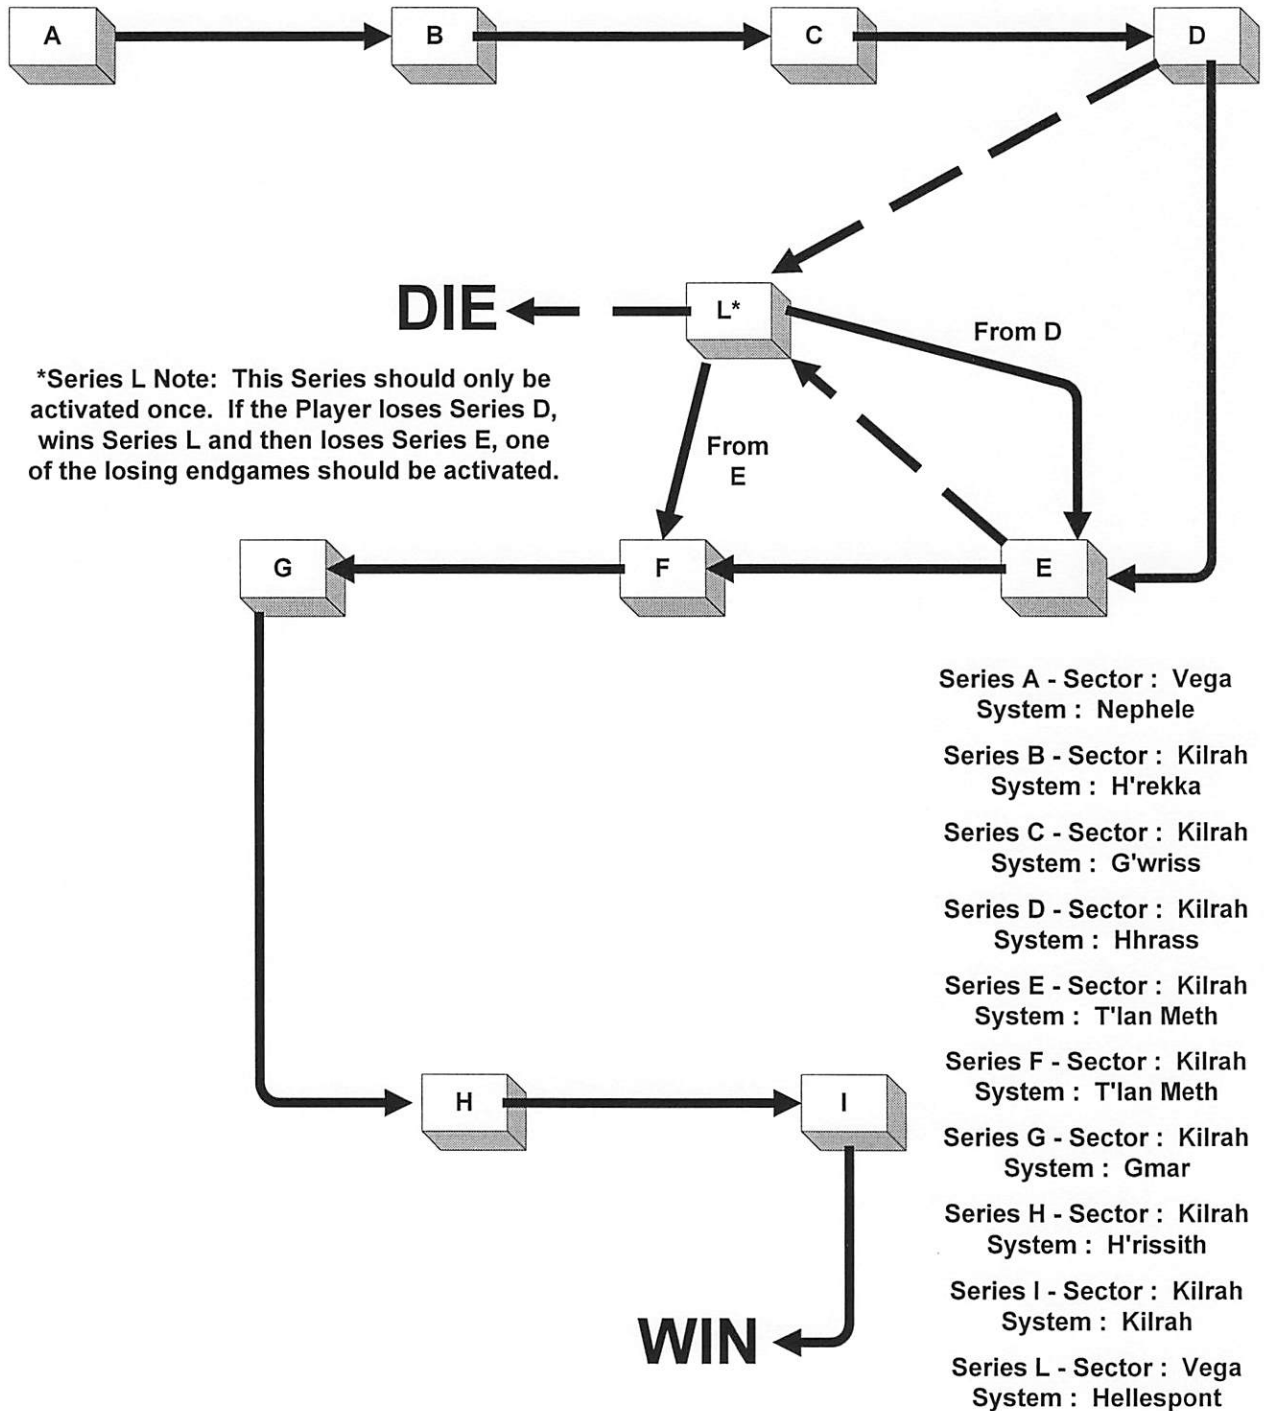 A
B
C
D
DIE
L*
From D
*Series L Note: This Series should only be
activated once. If the Player loses Series D,
wins Series L and then loses Series E, one
of the losing endgames should be activated.
From
E
G
F
E
Series A - Sector : Vega
System : Nephele
Series B - Sector : Kilrah
System : H'rekka
Series C - Sector : Kilrah
System : G'wriss
Series D - Sector : Kilrah
System : Hhrass
Series E - Sector : Kilrah
System : T'lan Meth
Series F - Sector : Kilrah
System : T'lan Meth
Series G - Sector : Kilrah
System : Gmar
H
I
Series H - Sector : Kilrah
System : H'rissith
Series I - Sector : Kilrah
System : Kilrah
WIN
Series L - Sector : Vega
System : Hellespont